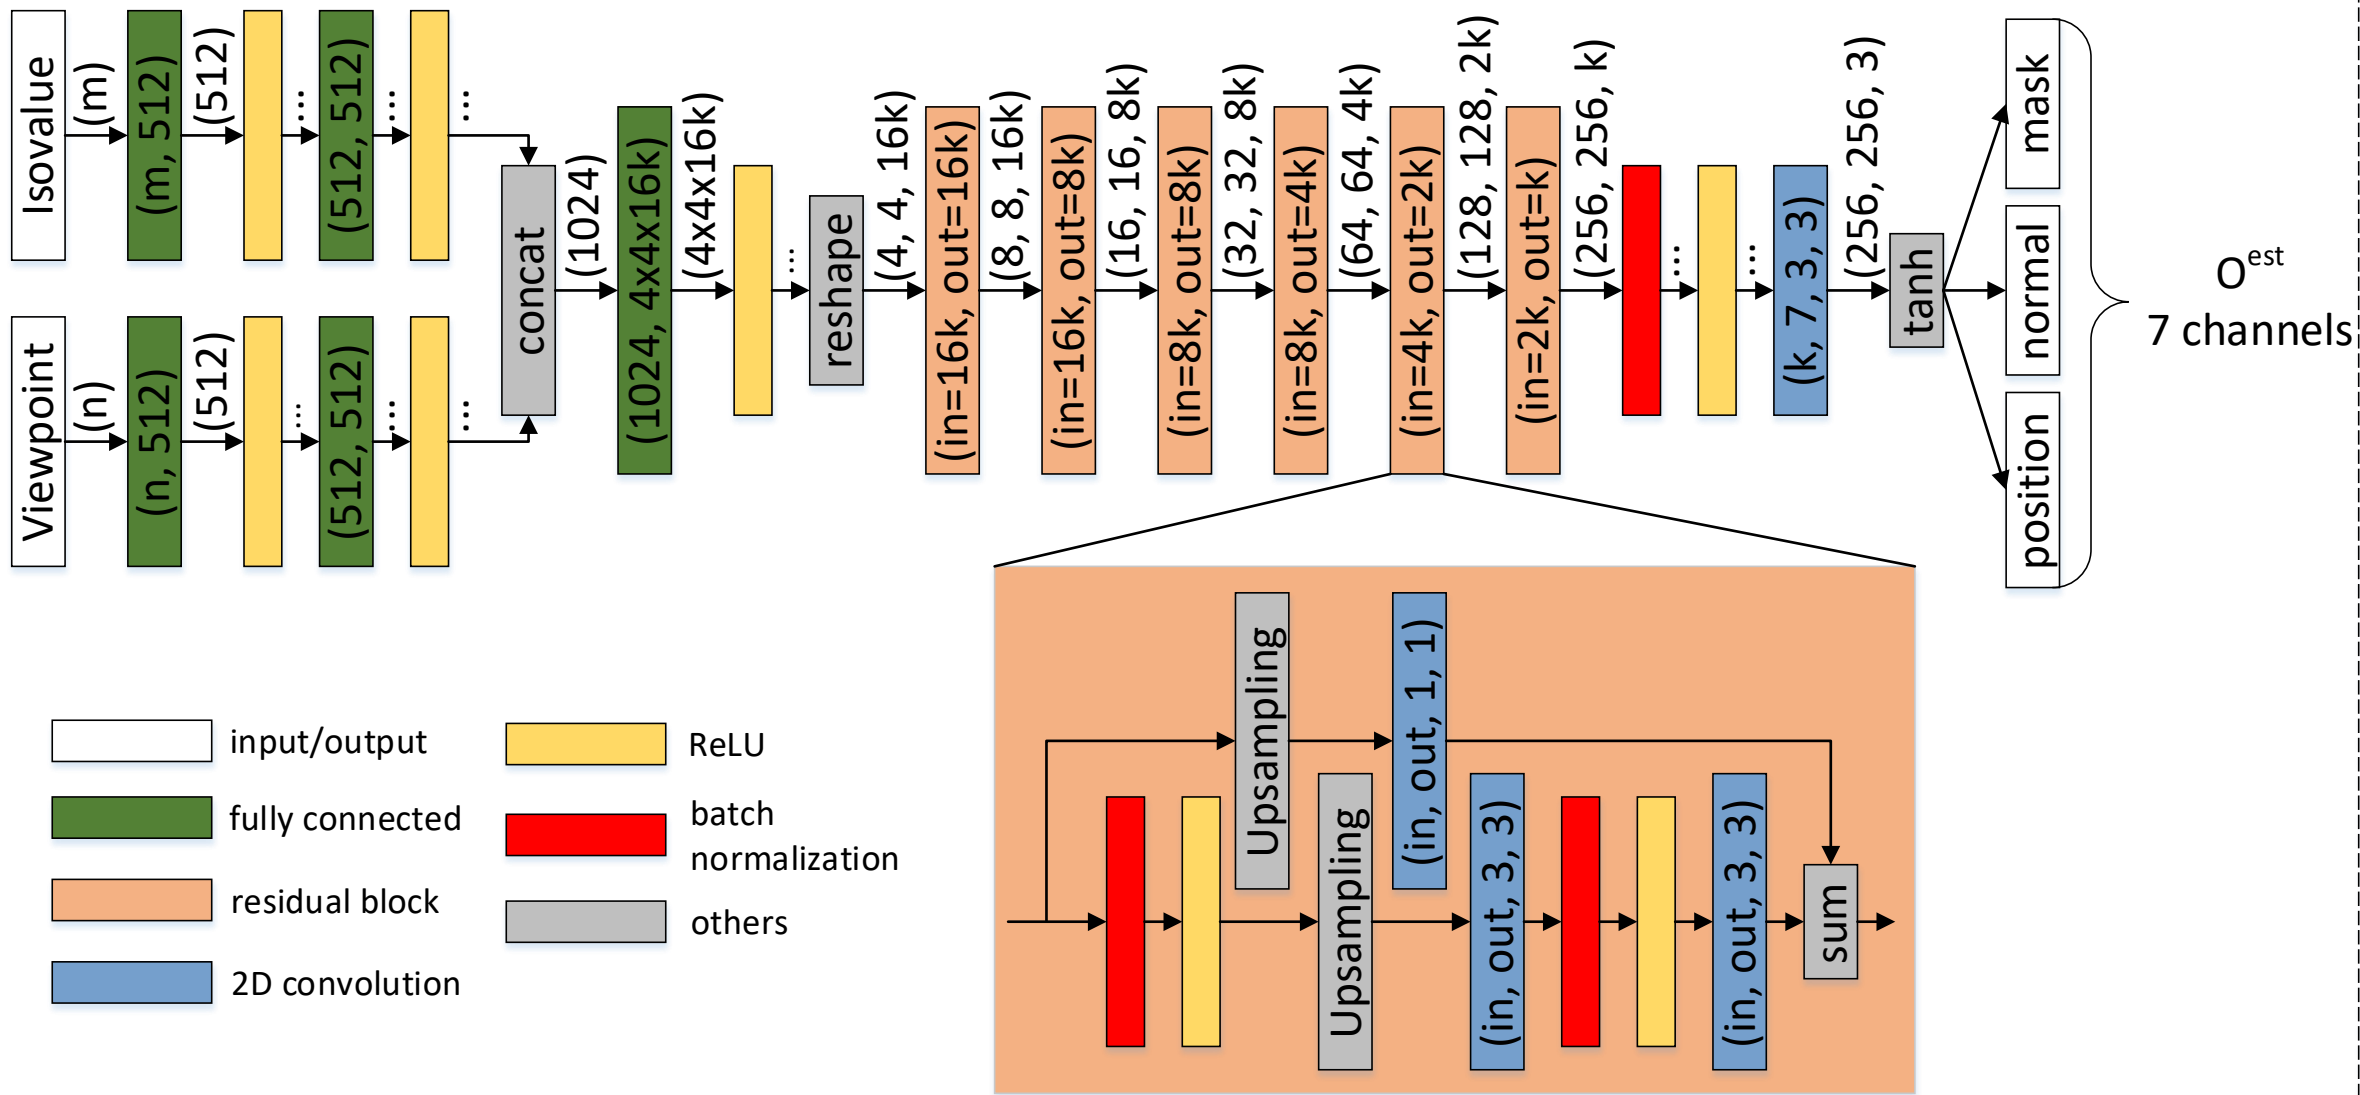 Isovalue
(m)
(m, 512)
(512)
...
(512, 512)
...
...
Viewpoint
(n)
(n, 512)
(512)
...
(512, 512)
...
...
concat
(1024)
(1024, 4x4x16k)
(4x4x16k)
...
reshape
(4, 4, 16k)
(in=16k, out=16k)
(8, 8, 16k)
(in=16k, out=8k)
(16, 16, 8k)
(in=8k, out=8k)
(32, 32, 8k)
(in=8k, out=4k)
(64, 64, 4k)
(in=4k, out=2k)
(128, 128, 2k)
(in=2k, out=k)
(256, 256, k)
...
...
(k, 7, 3, 3)
(256, 256, 3)
tanh
mask
normal
position
O^est
7 channels
Upsampling
(in, out, 1, 1)
Upsampling
(in, out, 3, 3)
(in, out, 3, 3)
sum
input/output
fully connected
residual block
2D convolution
ReLU
batch
normalization
others